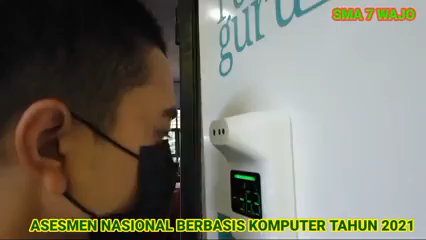 SMA 7 WAJO
guru
ASESMEN NASIONAL BERBASIS KOMPUTER TAHUN 2021